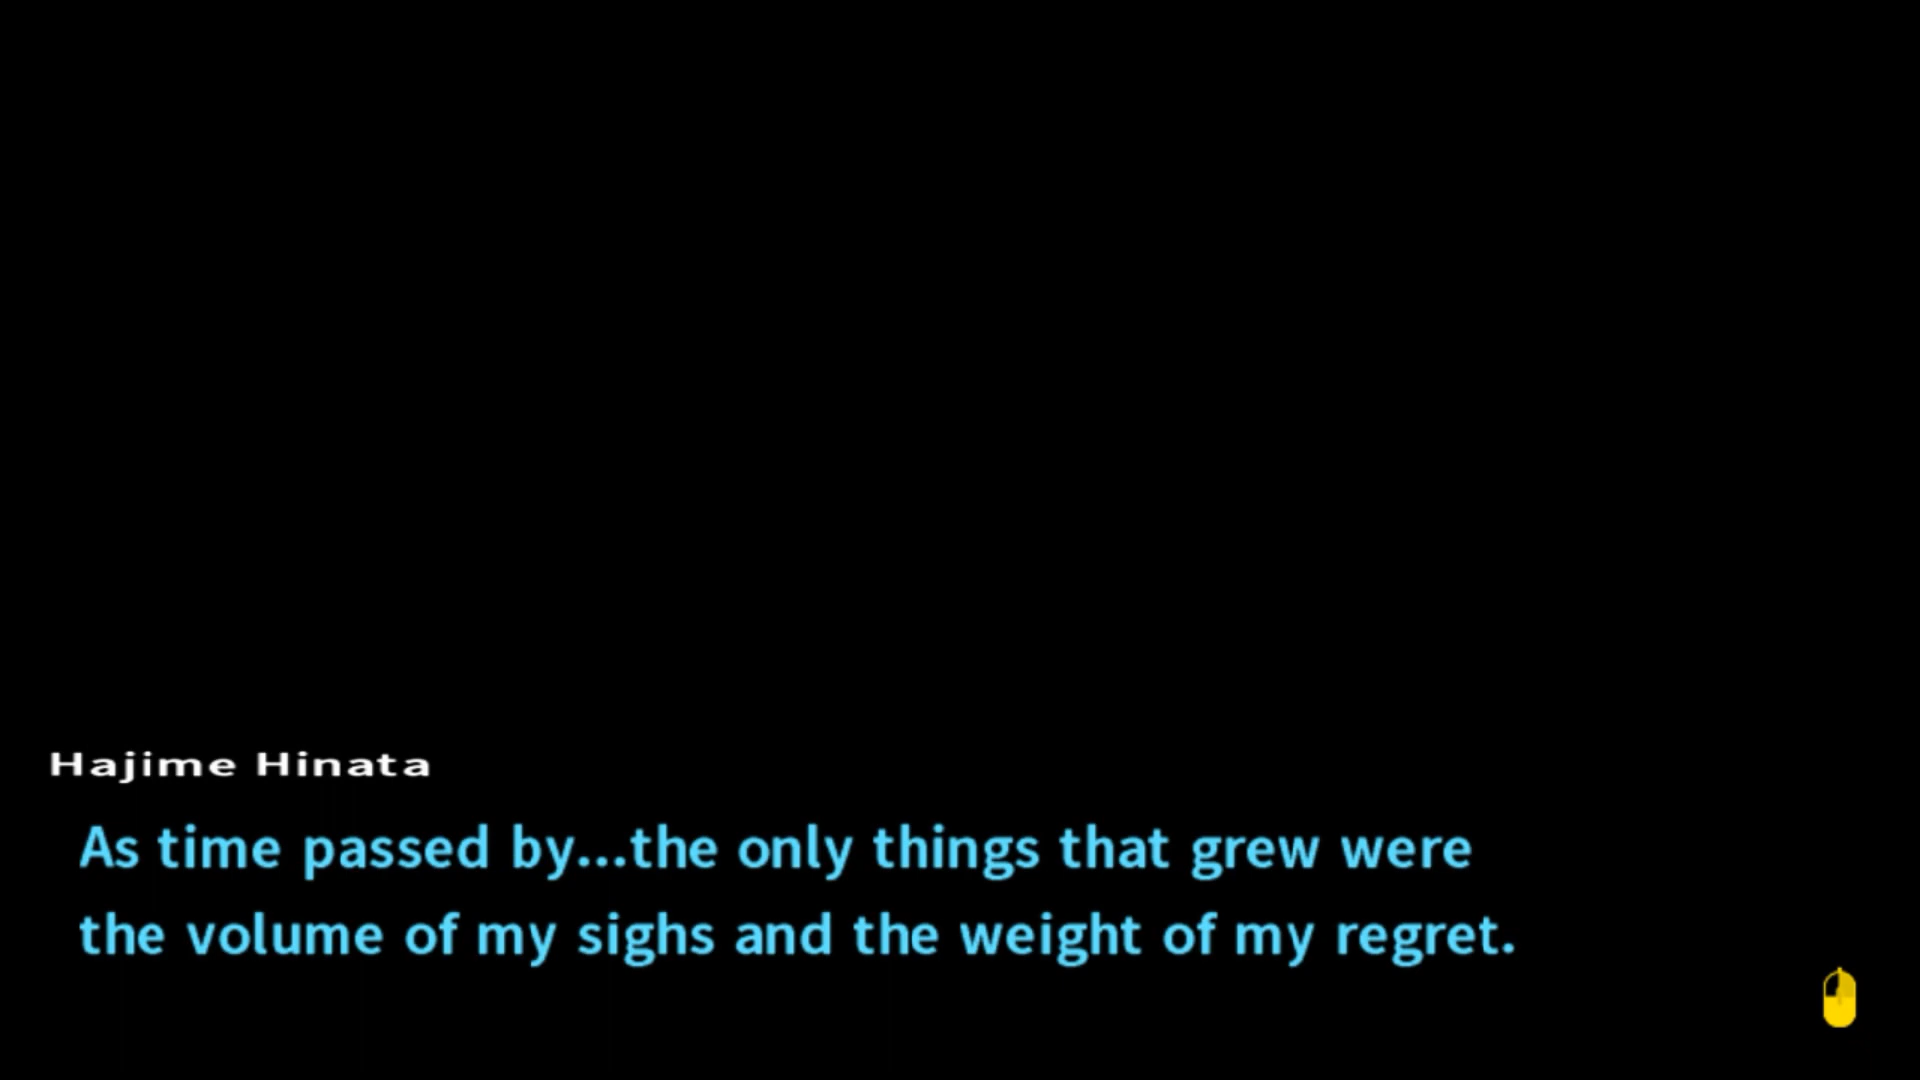 Hajime Hinata
As time passed by...the only things that grew were
the volume of my sighs and the weight of my regret.